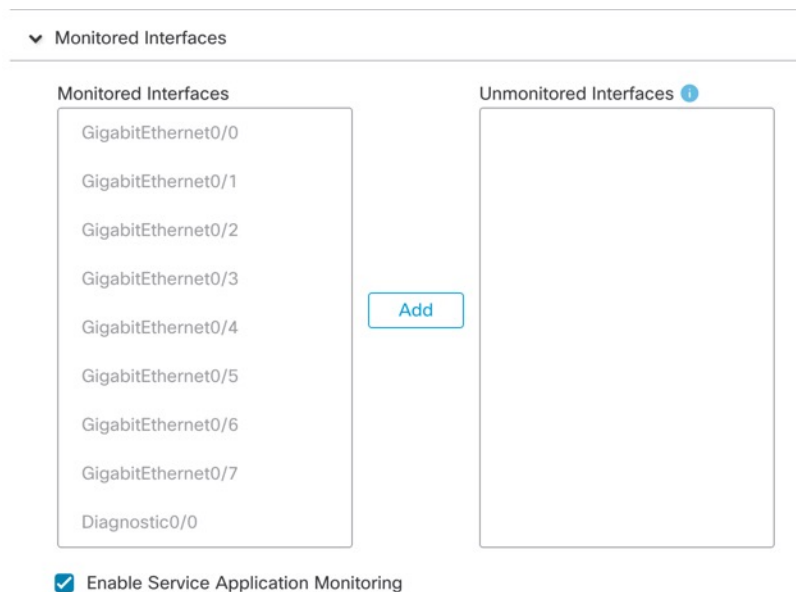 Monitored Interfaces
Monitored Interfaces
GigabitEthernet0/0
GigabitEthernet0/1
GigabitEthernet0/2
GigabitEthernet0/3
GigabitEthernet0/4
GigabitEthernet0/5
GigabitEthernet0/6
GigabitEthernet0/7
Diagnostic0/0
Add
Unmonitored Interfaces i
Enable Service Application Monitoring